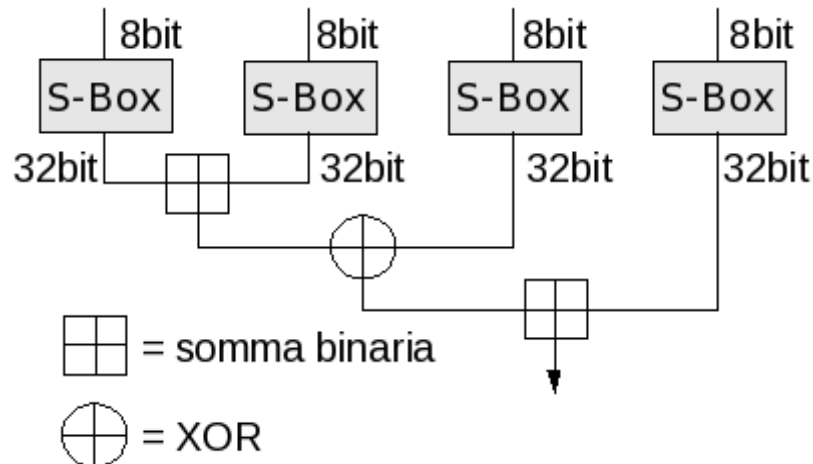 8bit 8bit 8bit 8bit
S-Box S-Box S-Box S-Box
32bit 32bit 32bit 32bit
= somma binaria
= XOR